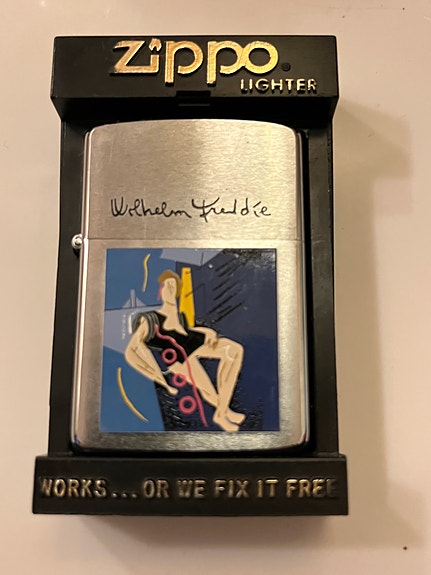 Zippo
LIGHTER
Wilhelm Freddie
WORKS...OR WE FIX IT FREE